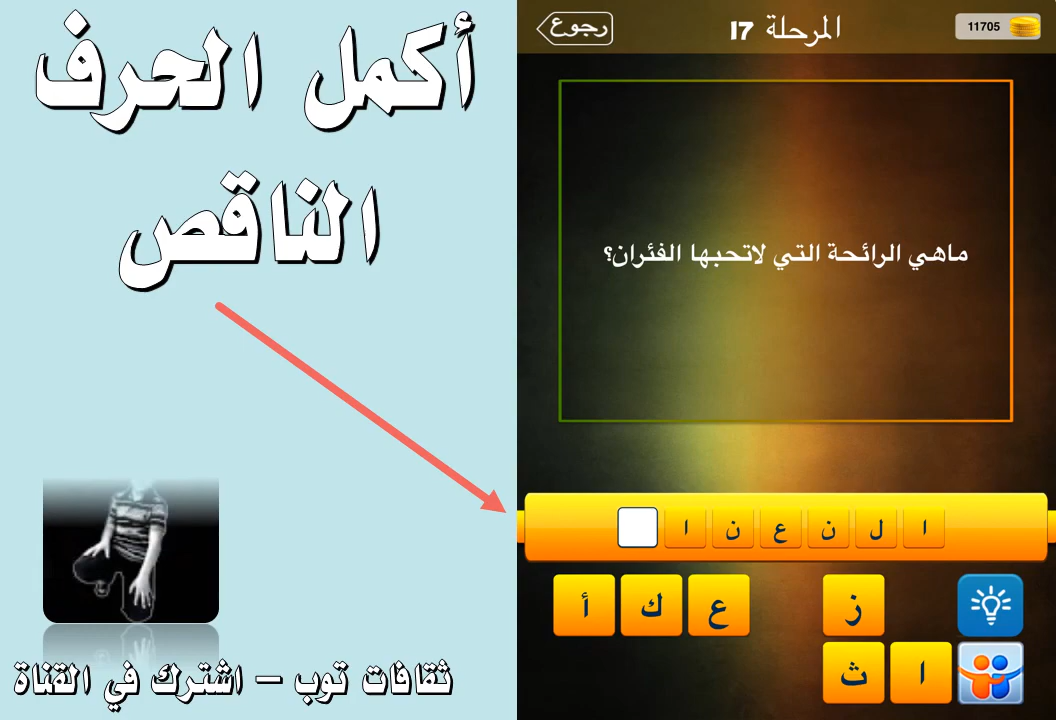 أكمل الحرف
الناقص
ثقافات توب – اشترك في القناة
رجوع
المرحلة 17
11705
ماهي الرائحة التي لاتحبها الفئران؟
ا ل ن ع ن ا
أ ك ع ز
ث ا